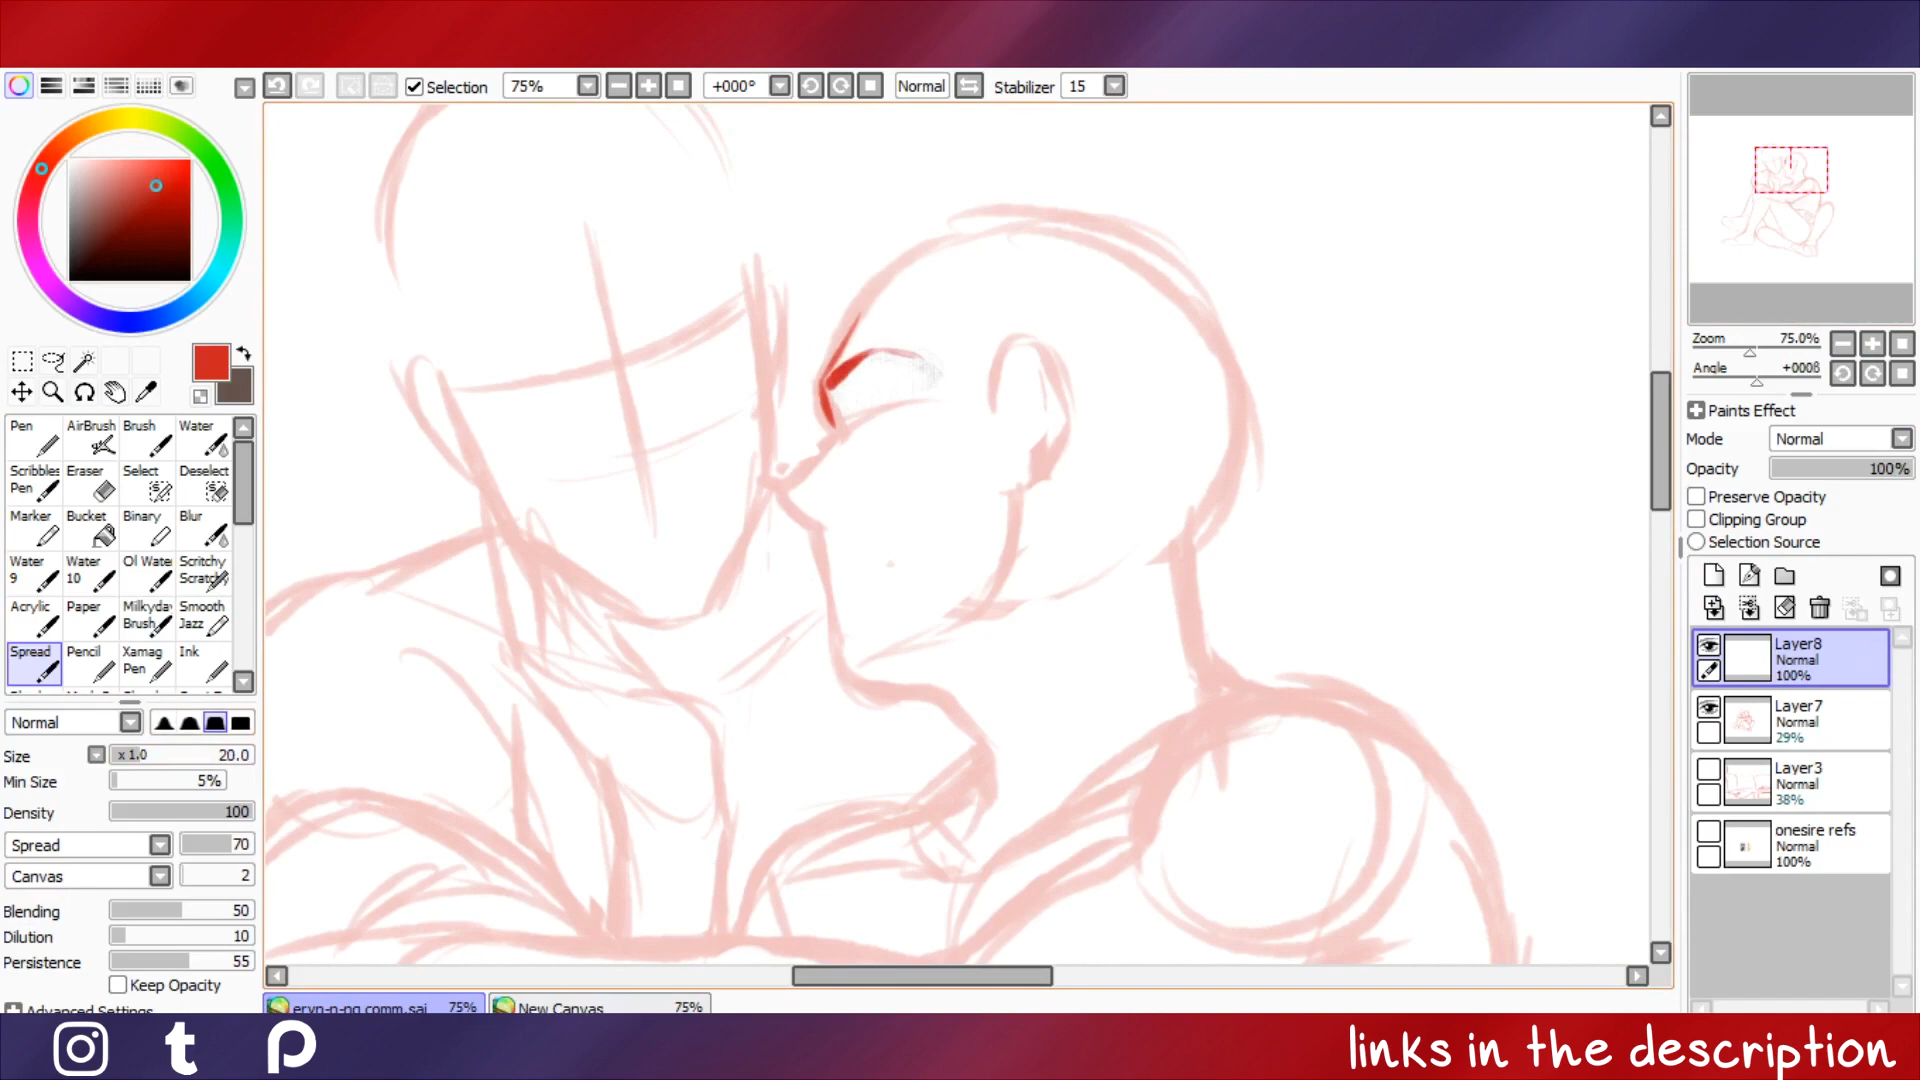 Selection 75% +000° Normal Stabilizer 15
Zoom 75.0%
Angle +000
Paints Effect
Mode Normal
Opacity 100%
Preserve Opacity
Clipping Group
Selection Source
Pen AirBrush Brush Water
Scribbles Pen Eraser Select Deselect
Marker Bucket Binary Blur
Water 9 Water 10 Ol Wate Scritchy Scratchy
Acrylic Paper Milkyda Brush Smooth Jazz
Spread Pencil Xamag Pen Ink
Layer8
Normal
100%
Layer7
Normal
29%
Layer3
Normal
38%
onesire refs
Normal
100%
Normal
Size x 1.0 20.0
Min Size 5%
Density 100
Spread 70
Canvas 2
Blending 50
Dilution 10
Persistence 55
Keep Opacity
Advanced Settings
eryn-n-ng comm.sai 75% New Canvas 75%
links in the description